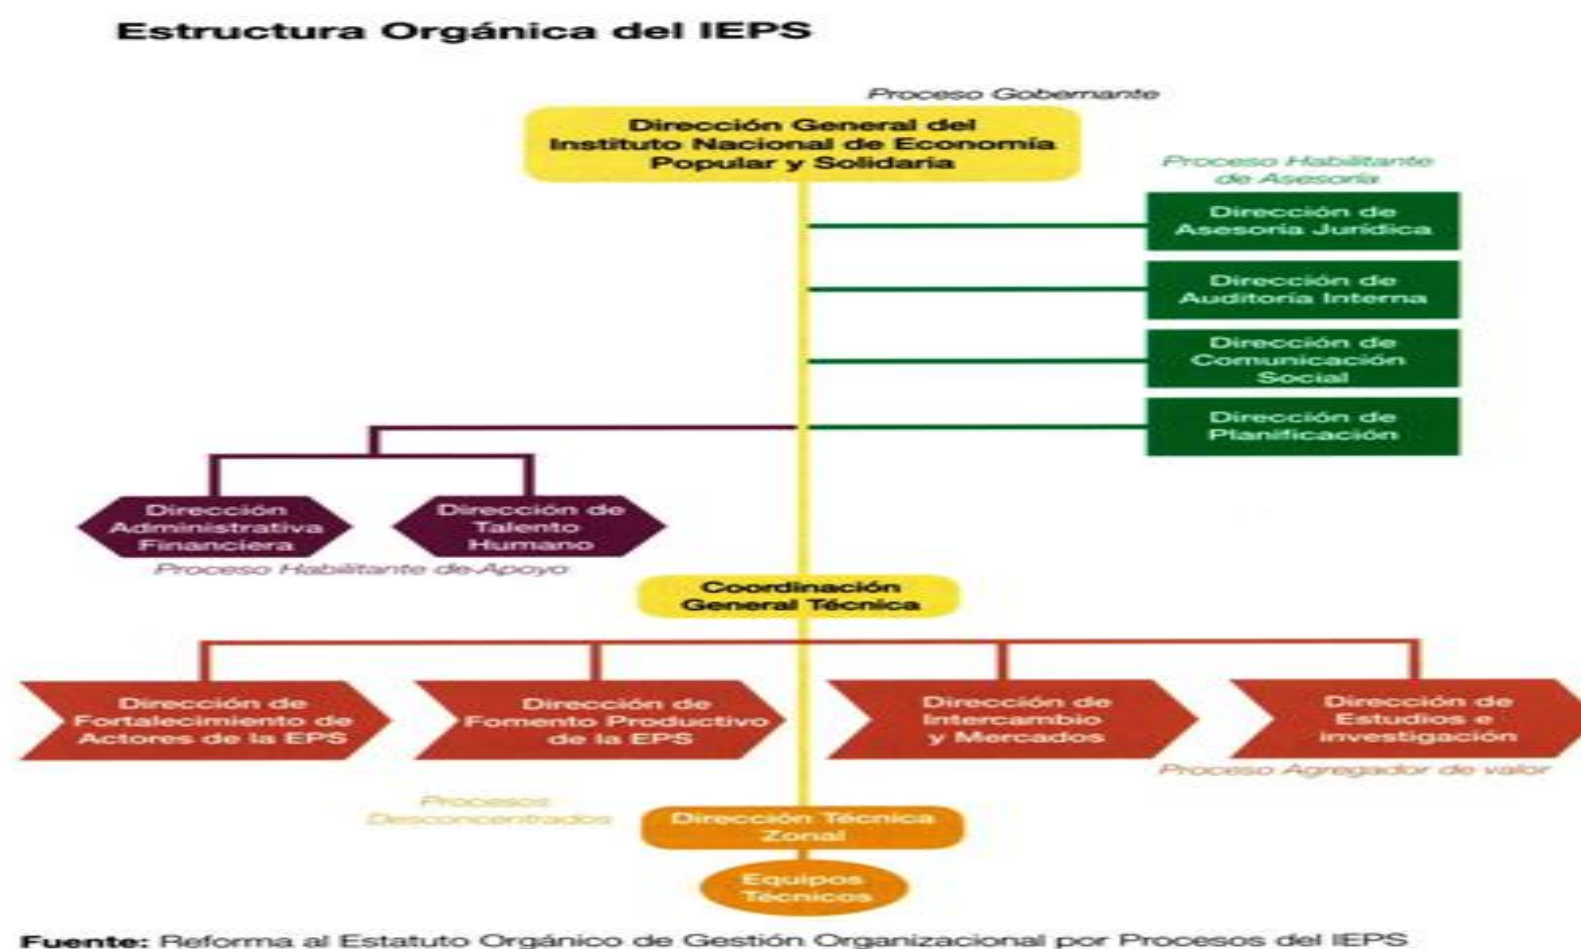 Estructura Orgánica del IEPS
Proceso Gobernante
Dirección General del
Instituto Nacional de Economía
Popular y Solidaria
Proceso Habilitante
de Asesoría
Dirección de
Asesoría Jurídica
Dirección de
Auditoría Interna
Dirección de
Comunicación
Social
Dirección de
Planificación
Dirección
Administrativa
Financiera
Dirección de
Talento
Humano
Proceso Habilitante de Apoyo
Coordinación
General Técnica
Dirección de
Fortalecimiento de
Actores de la EPS
Dirección de
Fomento Productivo
de la EPS
Dirección de
Intercambio
y Mercados
Dirección de
Estudios e
investigación
Proceso Agregador de valor
Procesos
Desconcentrados
Dirección Técnica
Zonal
Equipos
Técnicos
Fuente: Reforma al Estatuto Orgánico de Gestión Organizacional por Procesos del IEPS